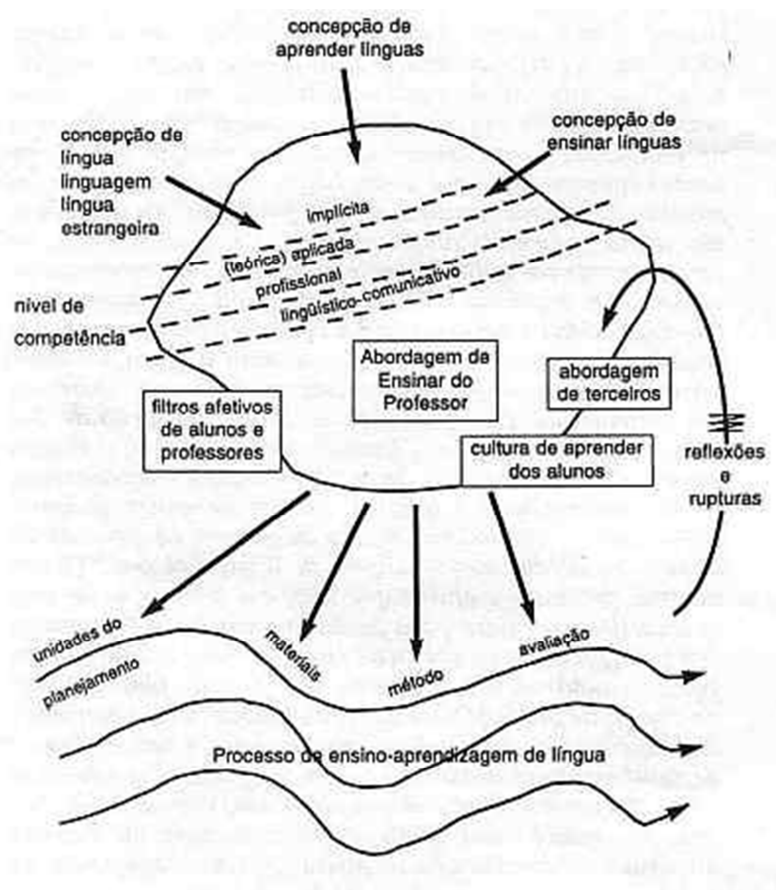 concepção de
aprender línguas
concepção de
ensinar línguas
concepção de
língua
linguagem
língua
estrangeira
implícita
(teórica) aplicada
profissional
lingüístico-comunicativo
nível de
competência
Abordagem de
Ensinar do
Professor
abordagem
de terceiros
filtros afetivos
de alunos e
professores
cultura de aprender
dos alunos
reflexões
e
rupturas
unidades do
planejamento
materiais
método
avaliação
Processo de ensino-aprendizagem de língua